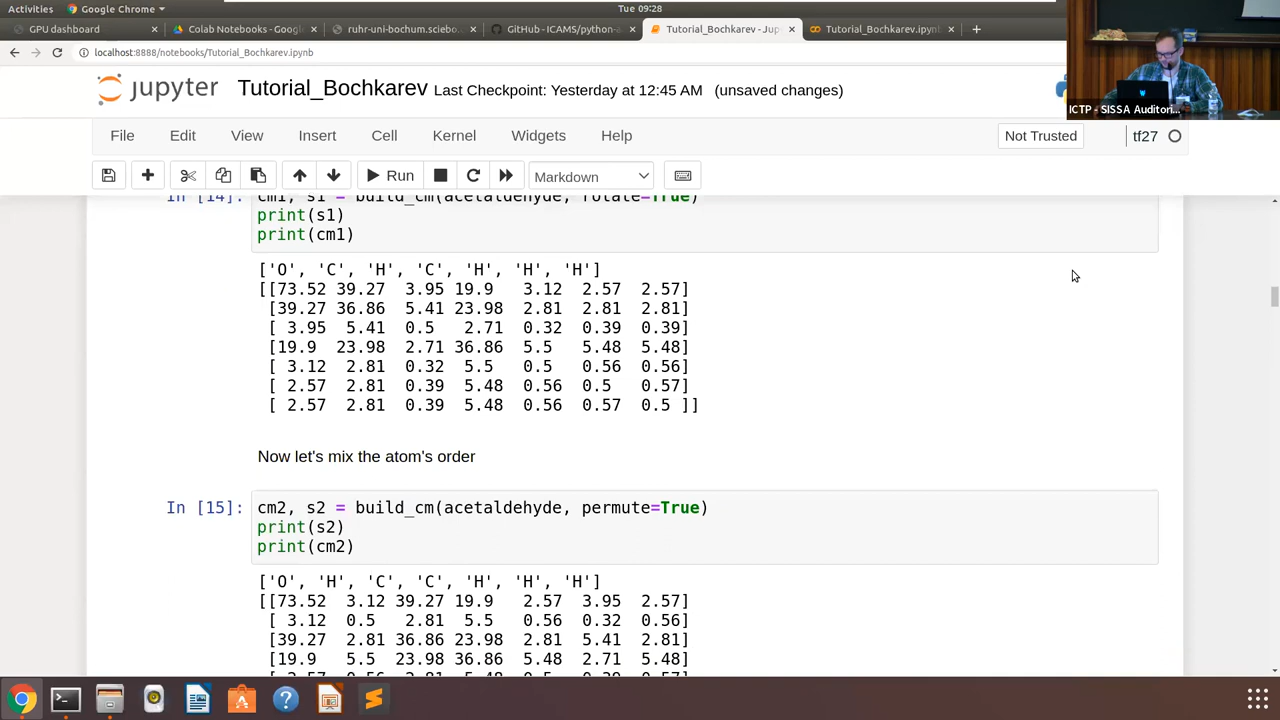 Activities
Google Chrome
Tue 09:28
GPU dashboard
Colab Notebooks - Google
ruhr-uni-bochum.sciebo.
GitHub - ICAMS/python-a
Tutorial_Bochkarev - Jup
Tutorial_Bochkarev.ipynb
localhost:8888/notebooks/Tutorial_Bochkarev.ipynb
jupyter
Tutorial_Bochkarev
Last Checkpoint: Yesterday at 12:45 AM (unsaved changes)
ICTP - SISSA Auditori...
File Edit View Insert Cell Kernel Widgets Help
Not Trusted
tf27
Run
Markdown
In [14]: cm1, s1 = build_cm(acetaldehyde, rotate=True)
print(s1)
print(cm1)
['O', 'C', 'H', 'C', 'H', 'H', 'H']
[[73.52 39.27 3.95 19.9 3.12 2.57 2.57]
[39.27 36.86 5.41 23.98 2.81 2.81 2.81]
[ 3.95 5.41 0.5 2.71 0.32 0.39 0.39]
[19.9 23.98 2.71 36.86 5.5 5.48 5.48]
[ 3.12 2.81 0.32 5.5 0.5 0.56 0.56]
[ 2.57 2.81 0.39 5.48 0.56 0.5 0.57]
[ 2.57 2.81 0.39 5.48 0.56 0.57 0.5 ]]
Now let's mix the atom's order
In [15]: cm2, s2 = build_cm(acetaldehyde, permute=True)
print(s2)
print(cm2)
['O', 'H', 'C', 'C', 'H', 'H', 'H']
[[73.52 3.12 39.27 19.9 2.57 3.95 2.57]
[ 3.12 0.5 2.81 5.5 0.56 0.32 0.56]
[39.27 2.81 36.86 23.98 2.81 5.41 2.81]
[19.9 5.5 23.98 36.86 5.48 2.71 5.48]